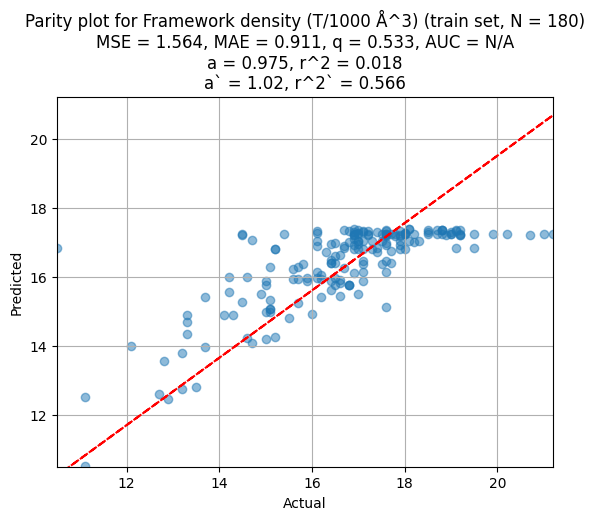 Parity plot for Framework density (T/1000 Å^3) (train set, N = 180)
MSE = 1.564, MAE = 0.911, q = 0.533, AUC = N/A
a = 0.975, r^2 = 0.018
a` = 1.02, r^2` = 0.566
20
18
16
14
12
Predicted
12 14 16 18 20
Actual